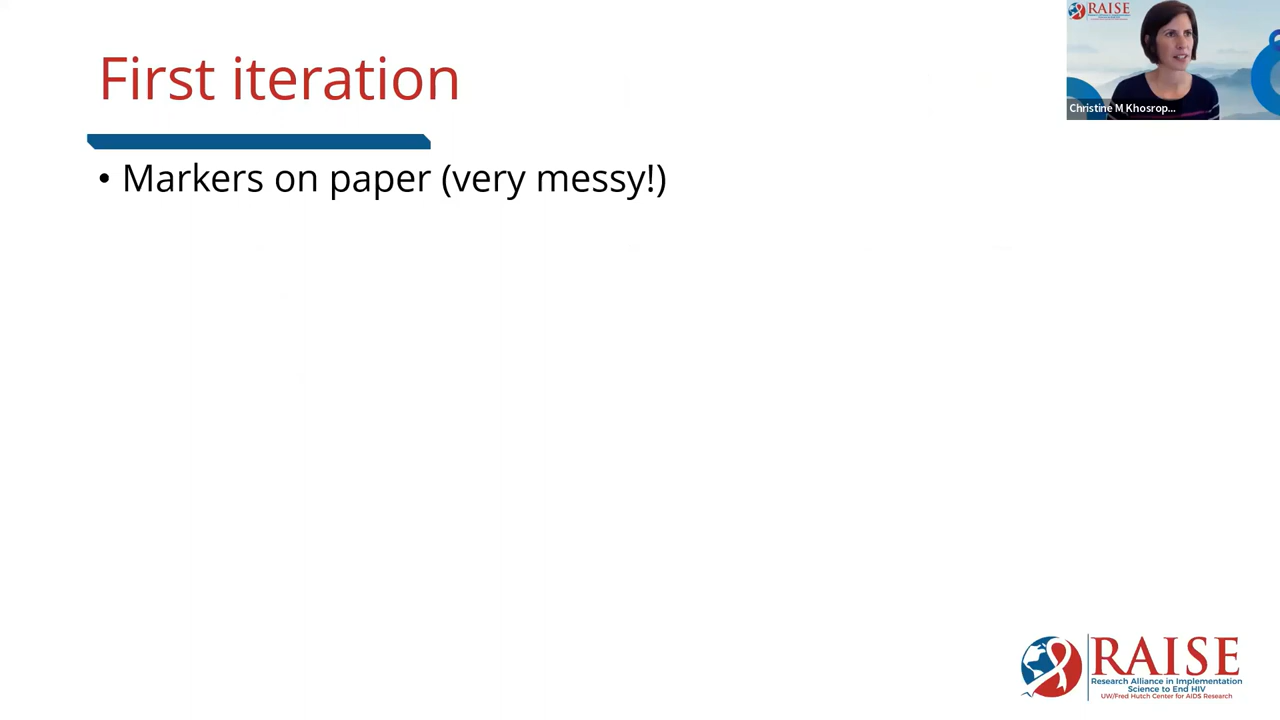 First iteration
RAISE
Christine M Khosrop...
• Markers on paper (very messy!)
RAISE
Research Alliance in Implementation
Science to End HIV
UW/Fred Hutch Center for AIDS Research